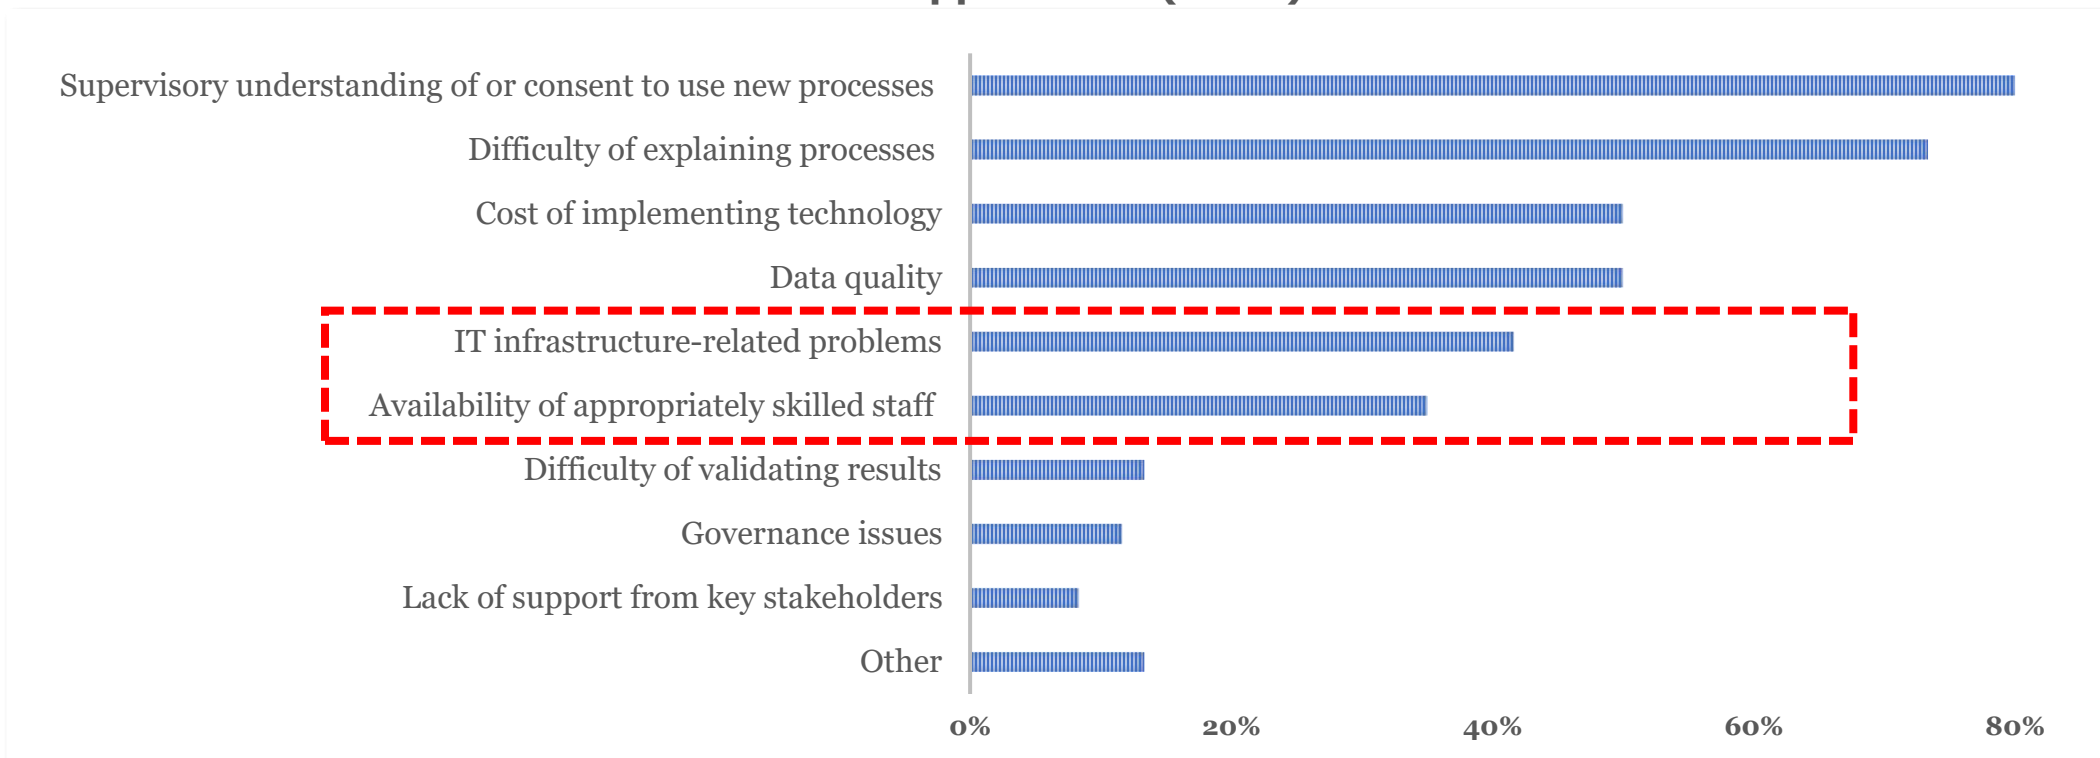 Supervisory understanding of or consent to use new processes
Difficulty of explaining processes
Cost of implementing technology
Data quality
IT infrastructure-related problems
Availability of appropriately skilled staff
Difficulty of validating results
Governance issues
Lack of support from key stakeholders
Other
0% 20% 40% 60% 80%